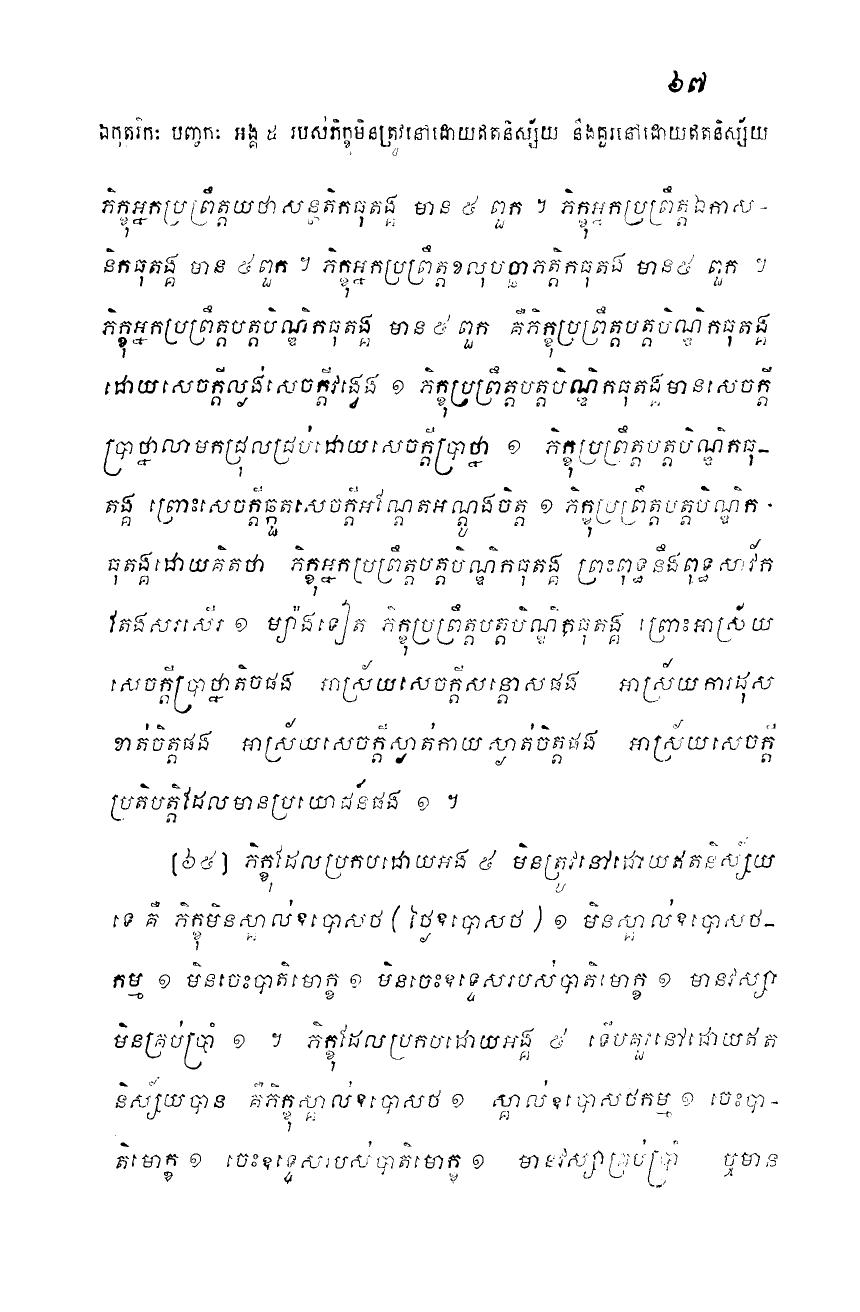 ៦៧
ឯកុតរិកៈ បញ្ចកៈ អង្គ ៥ របស់ភិក្ខុមិនត្រូវនៅដោយឥតនិស្ស័យ នឹងគួរនៅដោយឥតនិស្ស័យ
ភិក្ខុអ្នកប្រព្រឹត្តយថាសន្ថតិកធុតង្គ មាន ៥ ពួក ។ ភិក្ខុអ្នកប្រព្រឹត្តឯកាស-
និកធុតង្គ មាន ៥ ពួក ។ ភិក្ខុអ្នកប្រព្រឹត្តខលុបច្ឆាភត្តិកធុតង្គ មាន៥ ពួក ។
ភិក្ខុអ្នកប្រព្រឹត្តបត្តបិណ្ឌិកធុតង្គ មាន ៥ ពួក គឺភិក្ខុប្រព្រឹត្តបត្តបិណ្ឌិកធុតង្គ
ដោយសេចក្តីល្ងង់សេចក្តីវង្វេង ១ ភិក្ខុប្រព្រឹត្តបត្តបិណ្ឌិកធុតង្គមានសេចក្តី
ប្រាថ្នាលាមកជ្រុលជ្រប់ដោយសេចក្តីប្រាថ្នា ១ ភិក្ខុប្រព្រឹត្តបត្តបិណ្ឌិកធុ-
តង្គ ព្រោះសេចក្តីឆ្កួតសេចក្តីអណ្តែតអណ្តូងចិត្ត ១ ភិក្ខុប្រព្រឹត្តបត្តបិណ្ឌិក-
ធុតង្គដោយគិតថា ភិក្ខុអ្នកប្រព្រឹត្តបត្តបិណ្ឌិកធុតង្គ ព្រះពុទ្ធនឹងពុទ្ធសាវ័ក
តែងសរសើរ ១ ម្យ៉ាងទៀត ភិក្ខុប្រព្រឹត្តបត្តបិណ្ឌិកធុតង្គ ព្រោះអាស្រ័យ
សេចក្តីប្រាថ្នាតិចផង អាស្រ័យសេចក្តីសន្តោសផង អាស្រ័យការដុស
ខាត់ចិត្តផង អាស្រ័យសេចក្តីស្ងាត់កាយស្ងាត់ចិត្តផង អាស្រ័យសេចក្តី
ប្រតិបត្តិដែលមានប្រយោជន៍ផង ១ ។
(៦៥) ភិក្ខុដែលប្រកបដោយអង្គ ៥ មិនត្រូវនៅដោយឥតនិស្ស័យ
ទេ គឺ ភិក្ខុមិនស្គាល់ឧបោសថ (ថ្ងៃឧបោសថ) ១ មិនស្គាល់ឧបោសថ-
កម្ម ១ មិនចេះបាតិមោក្ខ ១ មិនចេះឧទ្ទេសរបស់បាតិមោក្ខ ១ មានវស្សា
មិនគ្រប់ប្រាំ ១ ។ ភិក្ខុដែលប្រកបដោយអង្គ ៥ ទើបគួរនៅដោយឥត
និស្ស័យបាន គឺភិក្ខុស្គាល់ឧបោសថ ១ ស្គាល់ឧបោសថកម្ម ១ ចេះបា-
តិមោក្ខ ១ ចេះឧទ្ទេសរបស់បាតិមោក្ខ ១ មានវស្សាគ្រប់ប្រាំ ឬមាន